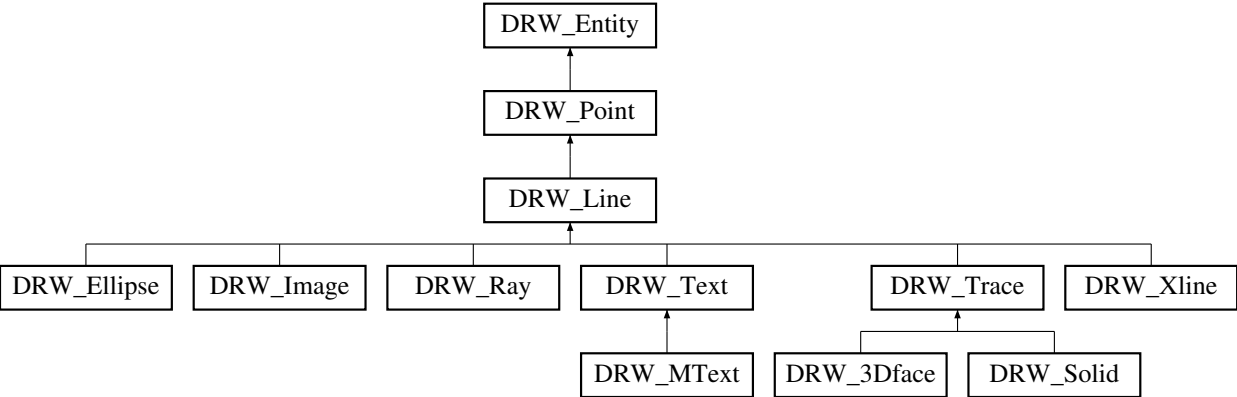 DRW_Entity
DRW_Point
DRW_Line
DRW_Ellipse DRW_Image DRW_Ray DRW_Text DRW_Trace DRW_Xline
DRW_MText DRW_3Dface DRW_Solid